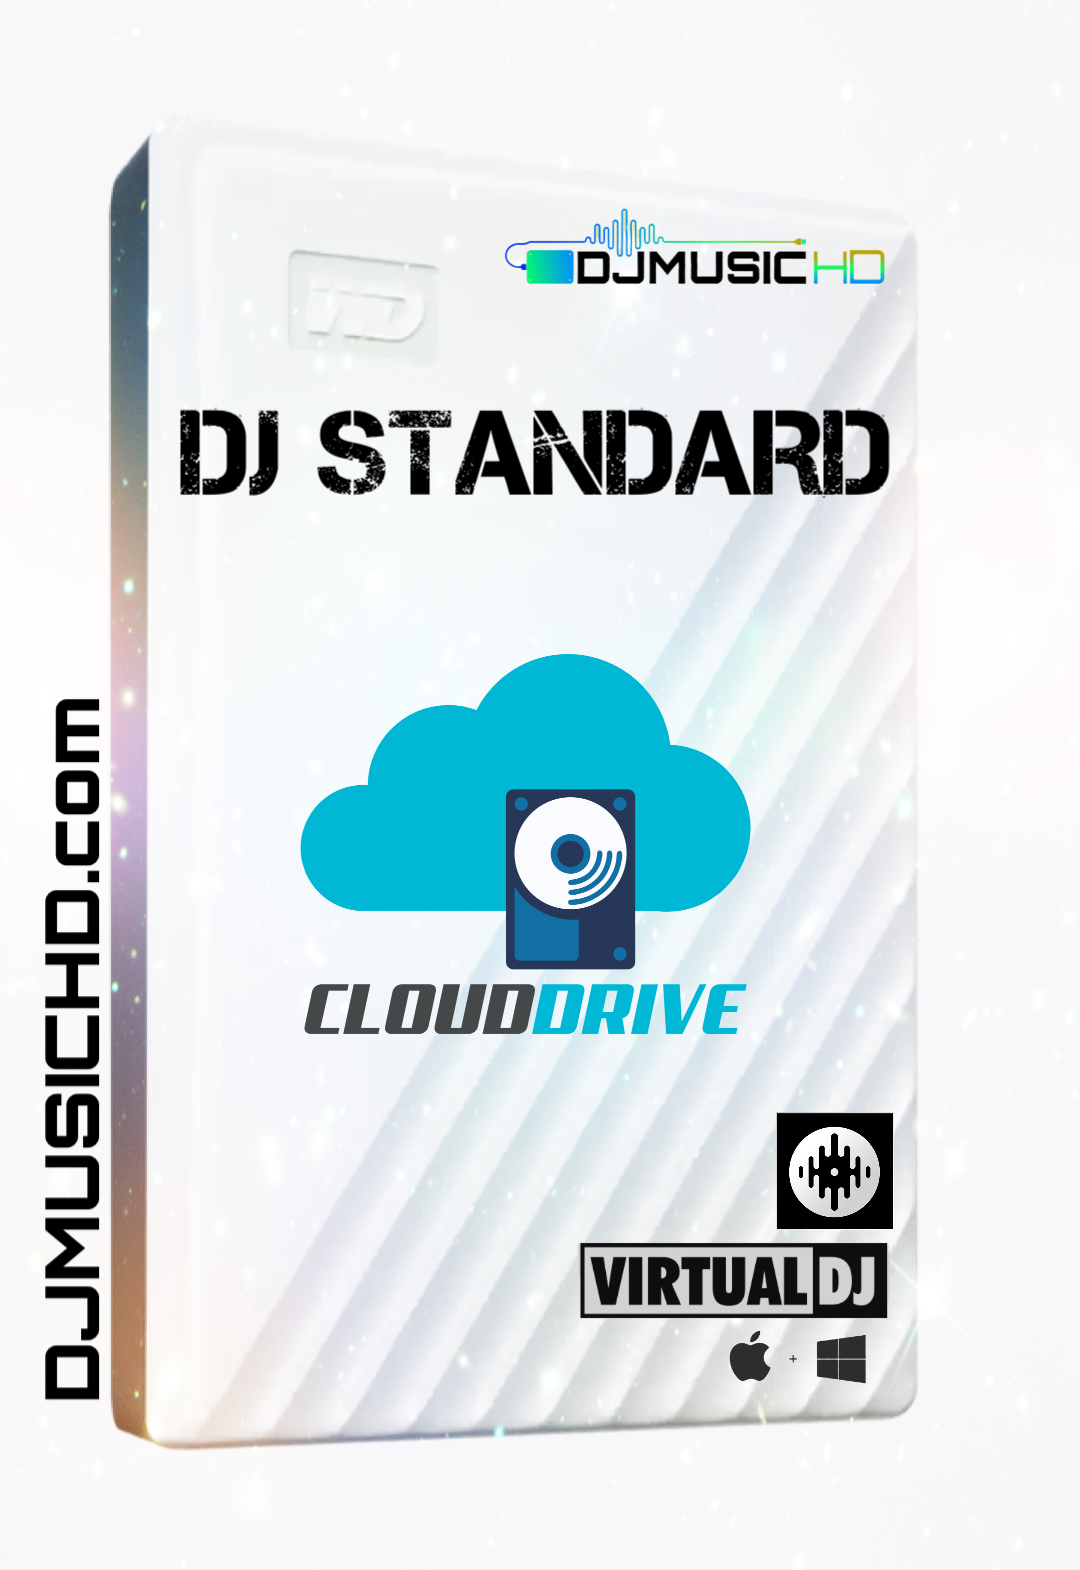 DJMUSICHD
DJ STANDARD
CLOUDDRIVE
VIRTUALDJ
+
DJMUSICHD.com